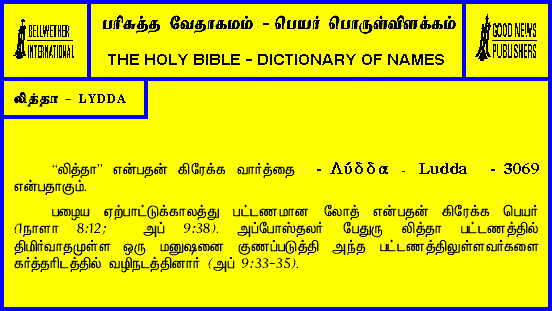 BELLWETHER
INTERNATIONAL
பரிசுத்த வேதாகமம் - பெயர் பொருள்விளக்கம்
THE HOLY BIBLE - DICTIONARY OF NAMES
GOOD NEWS
PUBLISHERS
லித்தா - LYDDA
“லித்தா” என்பதன் கிரேக்க வார்த்தை - Λύδδα - Ludda - 3069
என்பதாகும்.
பழைய ஏற்பாட்டுக்காலத்து பட்டணமான லோத் என்பதன் கிரேக்க பெயர்
(1நாளா 8:12; அப் 9:38). அப்போஸ்தலர் பேதுரு லித்தா பட்டணத்தில்
திமிர்வாதமுள்ள ஒரு மனுஷனை குணப்படுத்தி அந்த பட்டணத்திலுள்ளவர்களை
கர்த்தரிடத்தில் வழிநடத்தினார் (அப் 9:33-35).